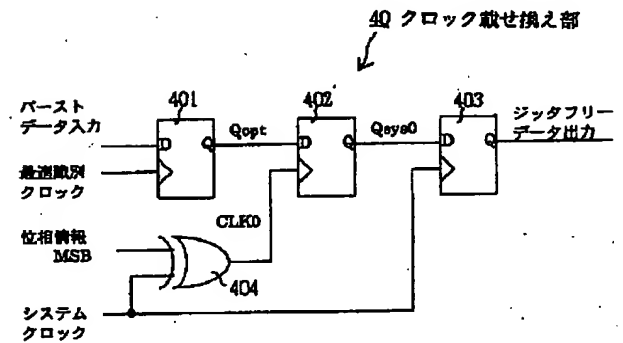 40 クロック載せ換え部
バースト
データ入力
401
402
403
D
Q
Qopt
D
Q
Qsys0
D
Q
ジッタフリー
データ出力
最適識別
クロック
CLK0
位相情報
MSB
404
システム
クロック